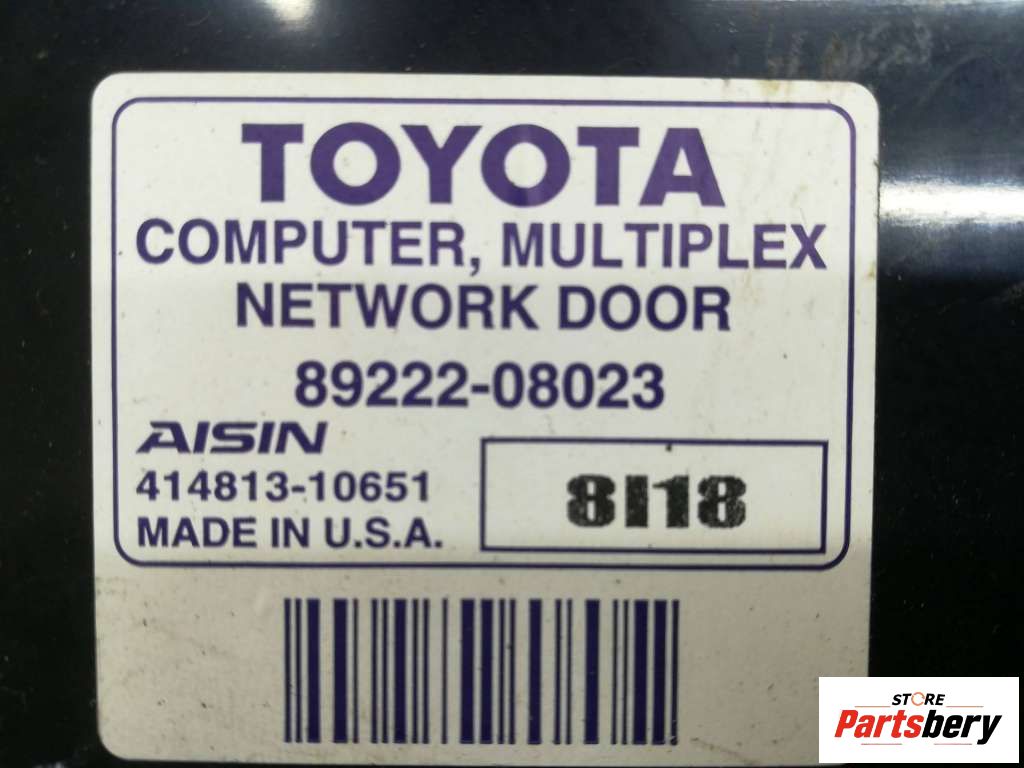 TOYOTA
COMPUTER, MULTIPLEX
NETWORK DOOR
89222-08023
AISIN
414813-10651
MADE IN U.S.A.
8I18
STORE
Partsbery